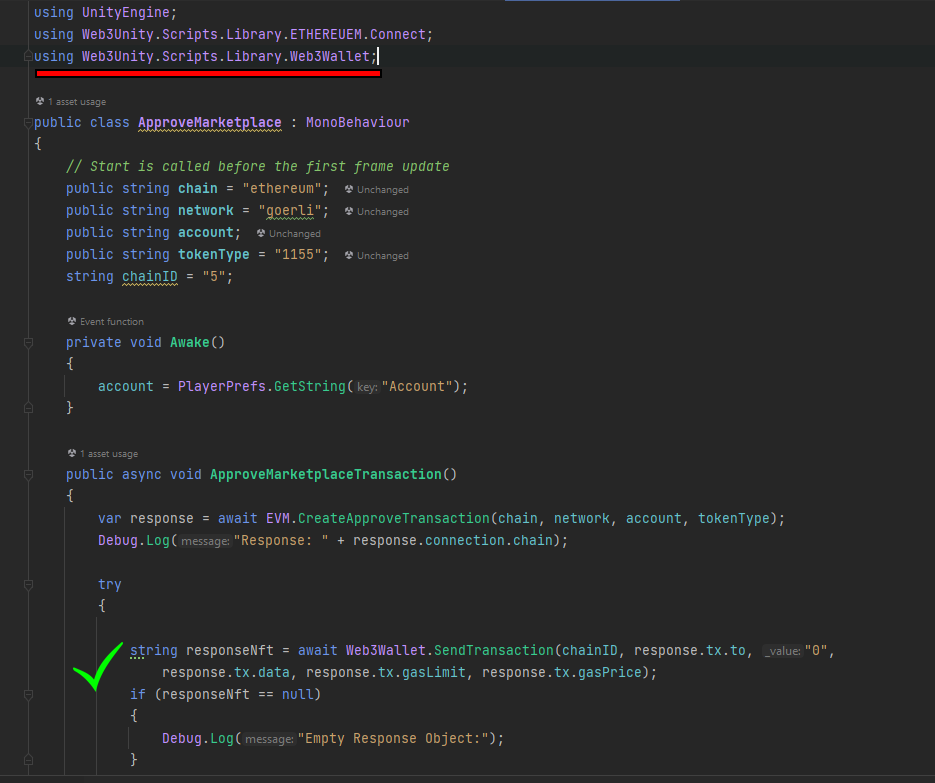 using UnityEngine;
using Web3Unity.Scripts.Library.ETHEREUEM.Connect;
using Web3Unity.Scripts.Library.Web3Wallet;
1 asset usage
public class ApproveMarketplace : MonoBehaviour
{
// Start is called before the first frame update
public string chain = "ethereum"; Unchanged
public string network = "goerli"; Unchanged
public string account; Unchanged
public string tokenType = "1155"; Unchanged
string chainID = "5";
Event function
private void Awake()
{
account = PlayerPrefs.GetString( key: "Account");
}
1 asset usage
public async void ApproveMarketplaceTransaction()
{
var response = await EVM.CreateApproveTransaction(chain, network, account, tokenType);
Debug.Log( message: "Response: " + response.connection.chain);
try
{
string responseNft = await Web3Wallet.SendTransaction(chainID, response.tx.to, _value: "0",
response.tx.data, response.tx.gasLimit, response.tx.gasPrice);
if (responseNft == null)
{
Debug.Log( message: "Empty Response Object:");
}